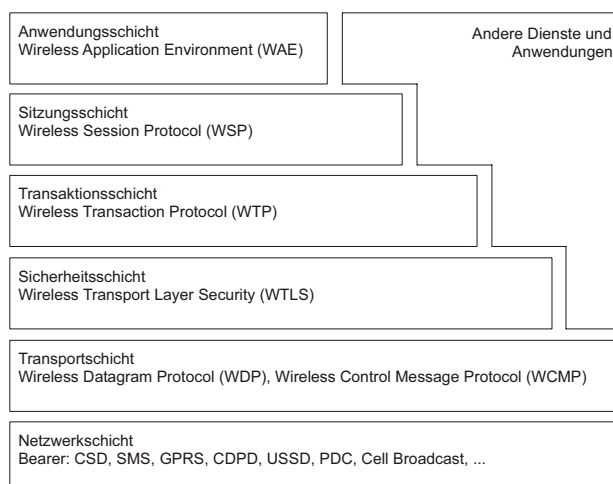 Anwendungsschicht
Wireless Application Environment (WAE)
Andere Dienste und
Anwendungen
Sitzungsschicht
Wireless Session Protocol (WSP)
Transaktionsschicht
Wireless Transaction Protocol (WTP)
Sicherheitsschicht
Wireless Transport Layer Security (WTLS)
Transportschicht
Wireless Datagram Protocol (WDP), Wireless Control Message Protocol (WCMP)
Netzwerkschicht
Bearer: CSD, SMS, GPRS, CDPD, USSD, PDC, Cell Broadcast, ...